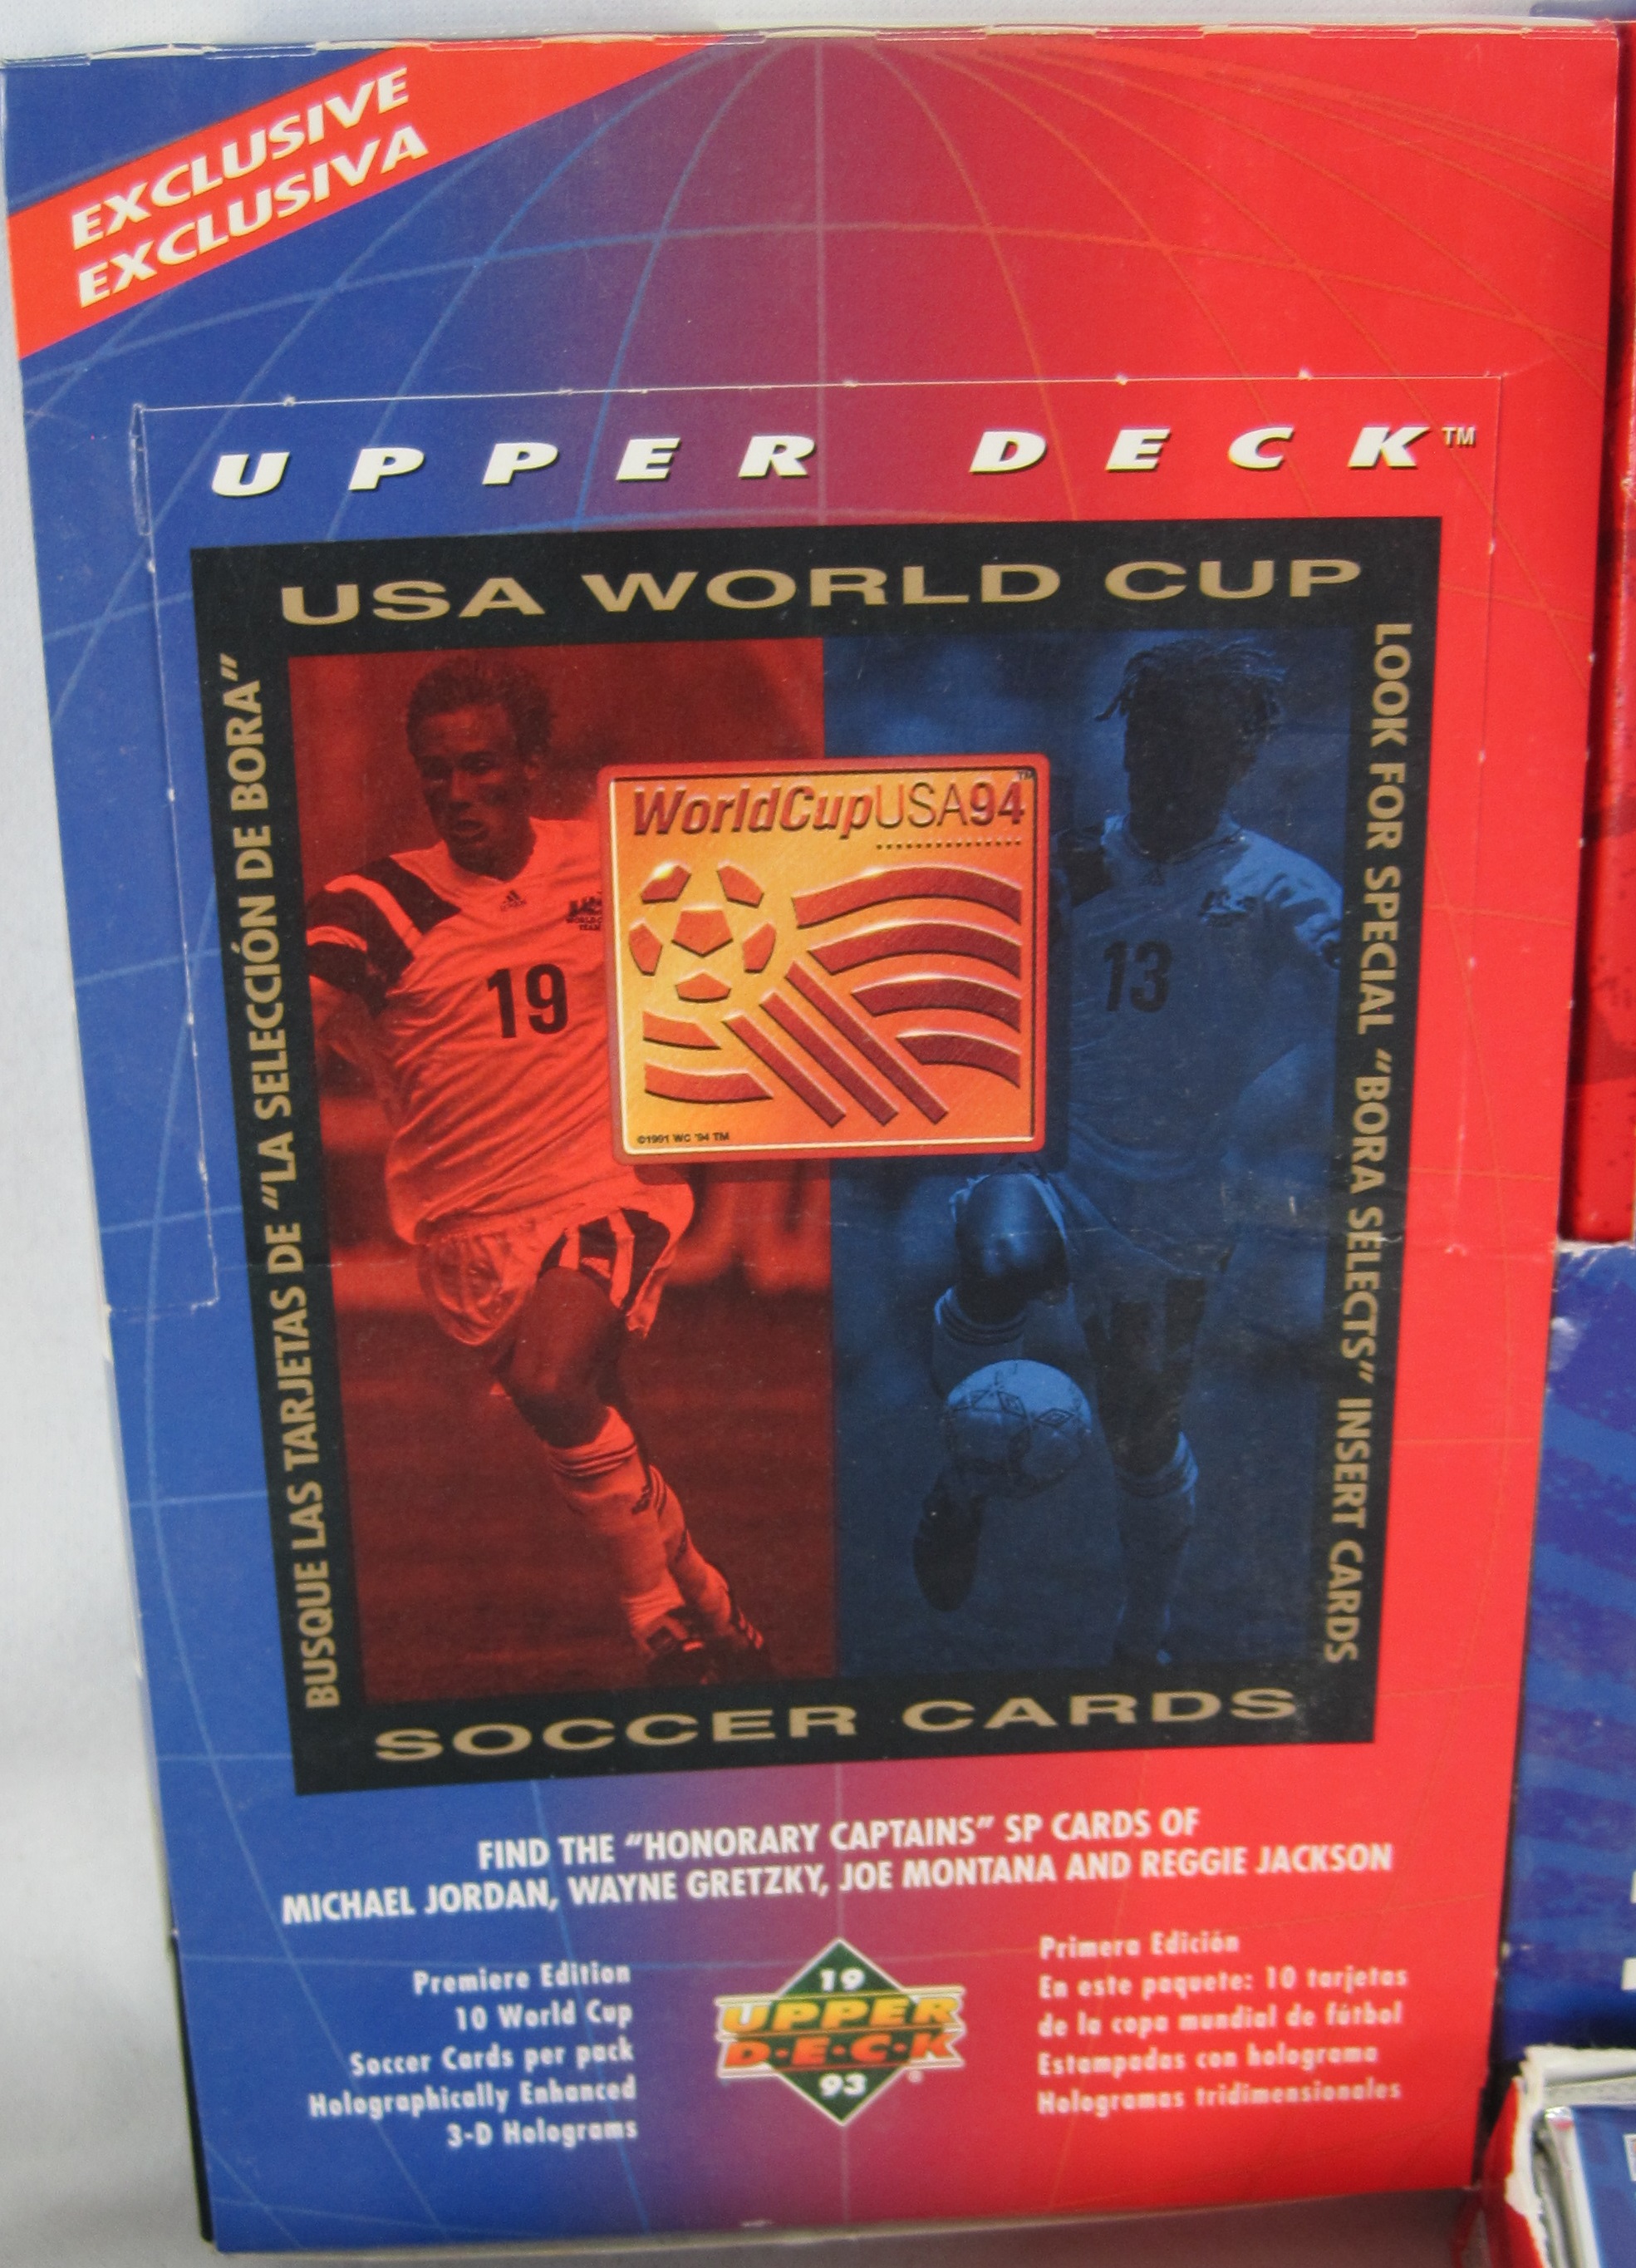 EXCLUSIVE
EXCLUSIVA
UPPER DECK™
USA WORLD CUP
BUSQUE LAS TARJETAS DE "LA SELECCIÓN DE BORA"
LOOK FOR SPECIAL "BORA SELECTS" INSERT CARDS
WorldCupUSA94™
©1991 WC '94 TM
19
13
SOCCER CARDS
FIND THE "HONORARY CAPTAINS" SP CARDS OF
MICHAEL JORDAN, WAYNE GRETZKY, JOE MONTANA AND REGGIE JACKSON
Premiere Edition
10 World Cup
Soccer Cards per pack
Holographically Enhanced
3-D Holograms
19
UPPER
D•E•C•K®
93
Primera Edición
En este paquete: 10 tarjetas
de la copa mundial de fútbol
Estampadas con holograma
Hologramas tridimensionales